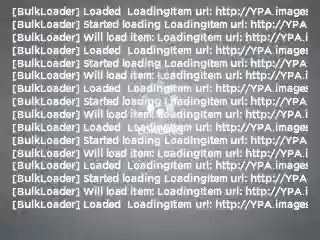 [BulkLoader] Loaded LoadingItem url: http://YPA.images
[BulkLoader] Started loading LoadingItem url: http://YPA
[BulkLoader] Will load item: LoadingItem url: http://YPA.i
[BulkLoader] Loaded LoadingItem url: http://YPA.images
[BulkLoader] Started loading LoadingItem url: http://YPA
[BulkLoader] Will load item: LoadingItem url: http://YPA.i
[BulkLoader] Loaded LoadingItem url: http://YPA.images
[BulkLoader] Started loading LoadingItem url: http://YPA
[BulkLoader] Will load item: LoadingItem url: http://YPA.i
[BulkLoader] Loaded LoadingItem url: http://YPA.images
[BulkLoader] Started loading LoadingItem url: http://YPA
[BulkLoader] Will load item: LoadingItem url: http://YPA.i
[BulkLoader] Loaded LoadingItem url: http://YPA.images
[BulkLoader] Started loading LoadingItem url: http://YPA
[BulkLoader] Will load item: LoadingItem url: http://YPA.i
[BulkLoader] Loaded LoadingItem url: http://YPA.images